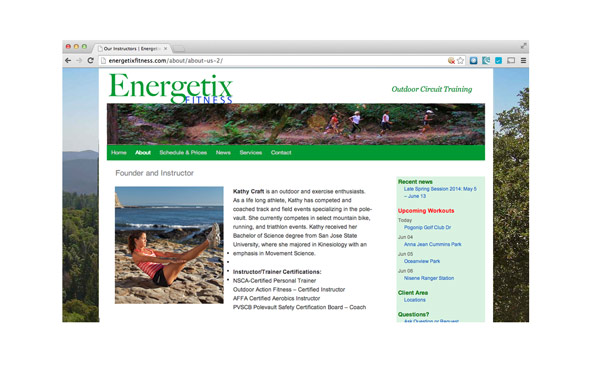 Our Instructors | Energeti
energetixfitness.com/about/about-us-2/
Energetix
FITNESS
Outdoor Circuit Training
Home About Schedule & Prices News Services Contact
Founder and Instructor
Kathy Craft is an outdoor and exercise enthusiasts.
As a life long athlete, Kathy has competed and
coached track and field events specializing in the pole-
vault. She currently competes in select mountain bike,
running, and triathlon events. Kathy received her
Bachelor of Science degree from San Jose State
University, where she majored in Kinesiology with an
emphasis in Movement Science.
Instructor/Trainer Certifications:
NSCA-Certified Personal Trainer
Outdoor Action Fitness – Certified Instructor
AFFA Certified Aerobics Instructor
PVSCB Polevault Safety Certification Board – Coach
Recent news
Late Spring Session 2014: May 5
– June 13
Upcoming Workouts
Today
Pogonip Golf Club Dr
Jun 04
Anna Jean Cummins Park
Jun 05
Oceanview Park
Jun 06
Nisene Ranger Station
Client Area
Locations
Questions?
Ask Question or Request